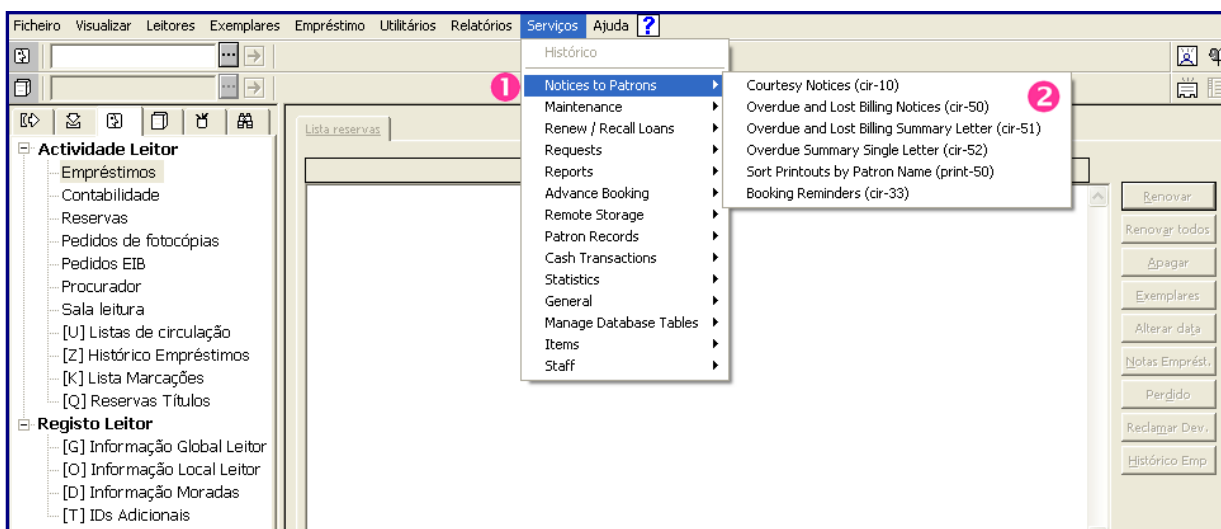 Ficheiro Visualizar Leitores Exemplares Empréstimo Utilitários Relatórios Serviços Ajuda ?
Histórico
1
Notices to Patrons
Maintenance
Renew / Recall Loans
Requests
Reports
Advance Booking
Remote Storage
Patron Records
Cash Transactions
Statistics
General
Manage Database Tables
Items
Staff
2
Courtesy Notices (cir-10)
Overdue and Lost Billing Notices (cir-50)
Overdue and Lost Billing Summary Letter (cir-51)
Overdue Summary Single Letter (cir-52)
Sort Printouts by Patron Name (print-50)
Booking Reminders (cir-33)
Lista reservas
Actividade Leitor
Empréstimos
Contabilidade
Reservas
Pedidos de fotocópias
Pedidos EIB
Procurador
Sala leitura
[U] Listas de circulação
[Z] Histórico Empréstimos
[K] Lista Marcações
[Q] Reservas Títulos
Registo Leitor
[G] Informação Global Leitor
[O] Informação Local Leitor
[D] Informação Moradas
[T] IDs Adicionais
Renovar
Renovar todos
Apagar
Exemplares
Alterar data
Notas Emprést.
Perdido
Reclamar Dev.
Histórico Emp